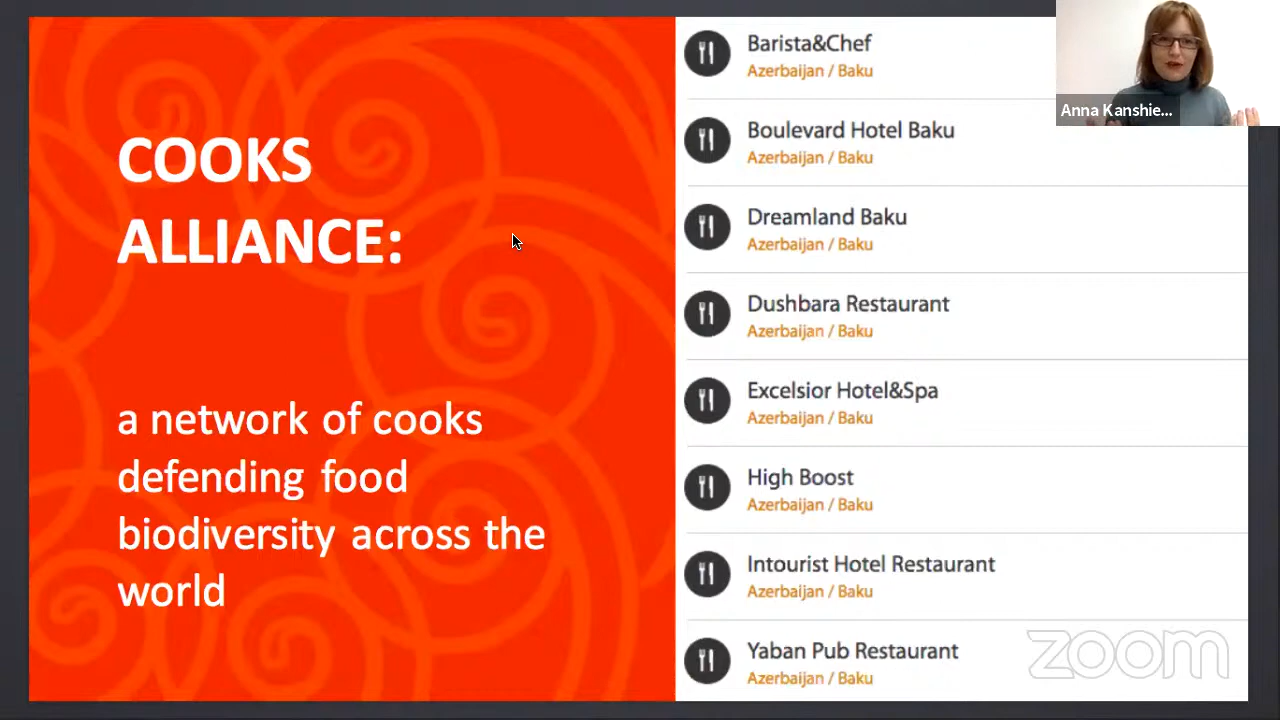 COOKS
ALLIANCE:
a network of cooks
defending food
biodiversity across the
world
Barista&Chef
Azerbaijan / Baku
Boulevard Hotel Baku
Azerbaijan / Baku
Dreamland Baku
Azerbaijan / Baku
Dushbara Restaurant
Azerbaijan / Baku
Excelsior Hotel&Spa
Azerbaijan / Baku
High Boost
Azerbaijan / Baku
Intourist Hotel Restaurant
Azerbaijan / Baku
Yaban Pub Restaurant
Azerbaijan / Baku
Anna Kanshie...
zoom